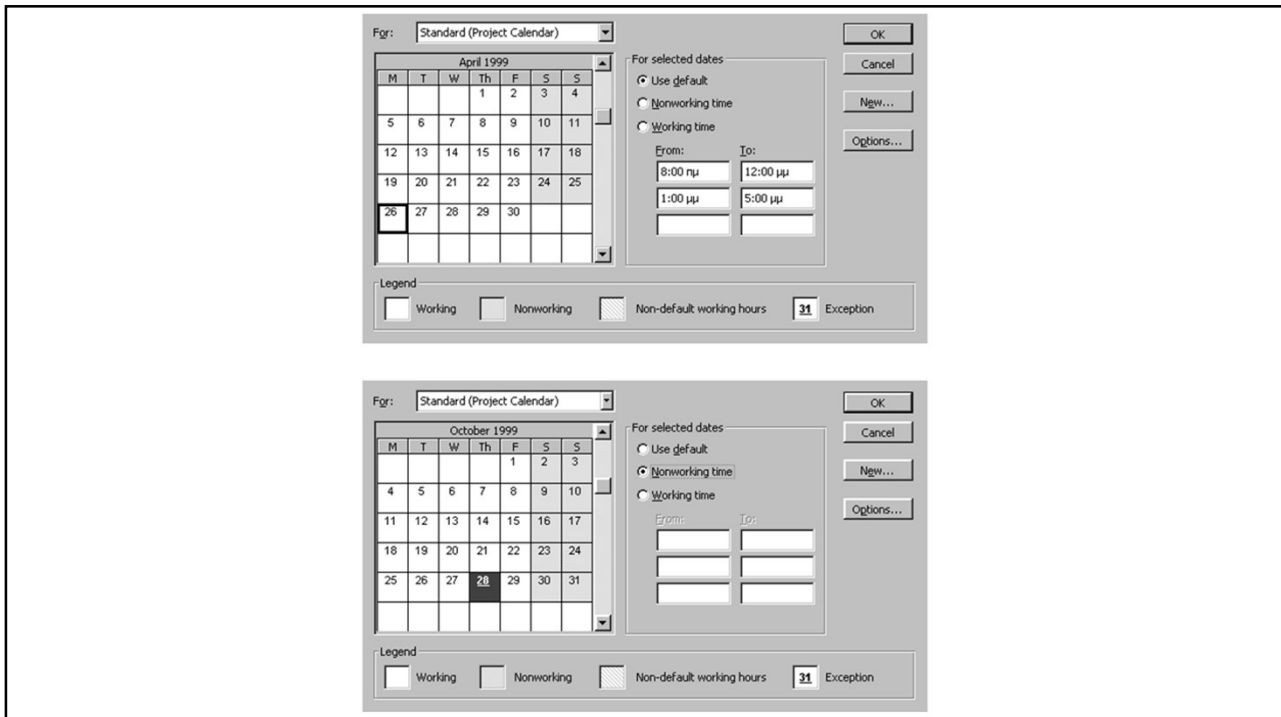 For: Standard (Project Calendar)
April 1999
M T W Th F S S
1 2 3 4
5 6 7 8 9 10 11
12 13 14 15 16 17 18
19 20 21 22 23 24 25
26 27 28 29 30
For selected dates
Use default
Nonworking time
Working time
From: To:
8:00 πμ 12:00 μμ
1:00 μμ 5:00 μμ
OK
Cancel
New...
Options...
Legend
Working Nonworking Non-default working hours 31 Exception
For: Standard (Project Calendar)
October 1999
M T W Th F S S
1 2 3
4 5 6 7 8 9 10
11 12 13 14 15 16 17
18 19 20 21 22 23 24
25 26 27 28 29 30 31
For selected dates
Use default
Nonworking time
Working time
From: To:
OK
Cancel
New...
Options...
Legend
Working Nonworking Non-default working hours 31 Exception